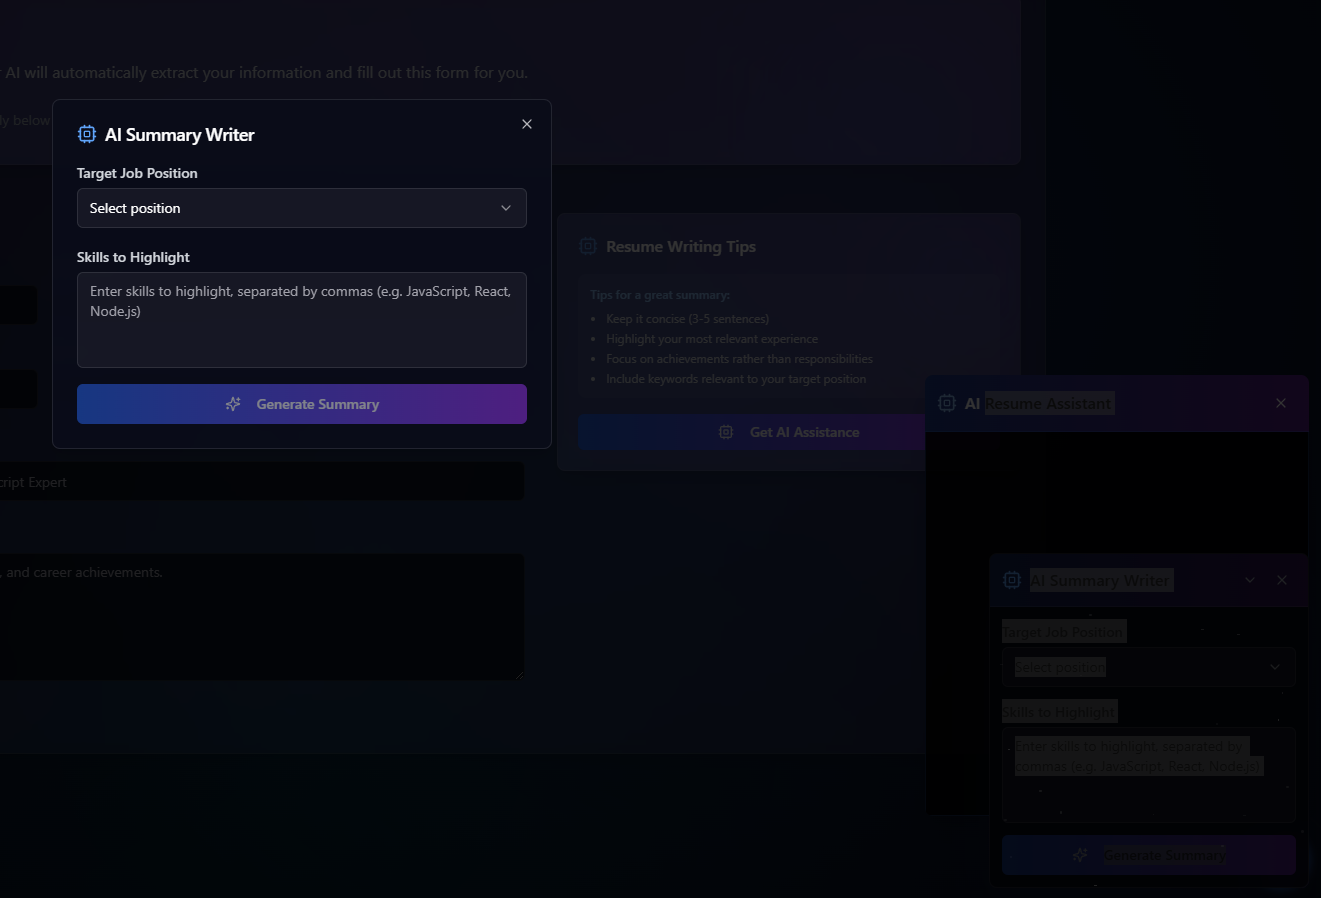 AI will automatically extract your information and fill out this form for you.
below
AI Summary Writer
Target Job Position
Select position
Skills to Highlight
Enter skills to highlight, separated by commas (e.g. JavaScript, React,
Node.js)
Generate Summary
Resume Writing Tips
Tips for a great summary:
• Keep it concise (3-5 sentences)
• Highlight your most relevant experience
• Focus on achievements rather than responsibilities
• Include keywords relevant to your target position
Get AI Assistance
Expert
, and career achievements.
AI Resume Assistant
AI Summary Writer
Target Job Position
Select position
Skills to Highlight
Enter skills to highlight, separated by
commas (e.g. JavaScript, React, Node.js)
Generate Summary